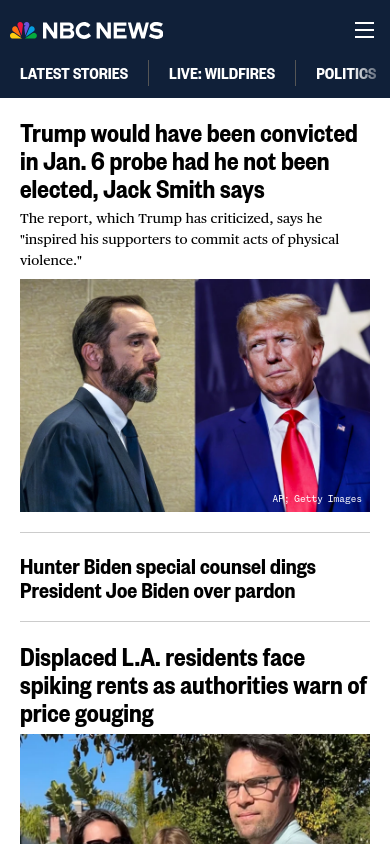 NBC NEWS
LATEST STORIES
LIVE: WILDFIRES
POLITICS
Trump would have been convicted
in Jan. 6 probe had he not been
elected, Jack Smith says
The report, which Trump has criticized, says he
"inspired his supporters to commit acts of physical
violence."
AP; Getty Images
Hunter Biden special counsel dings
President Joe Biden over pardon
Displaced L.A. residents face
spiking rents as authorities warn of
price gouging